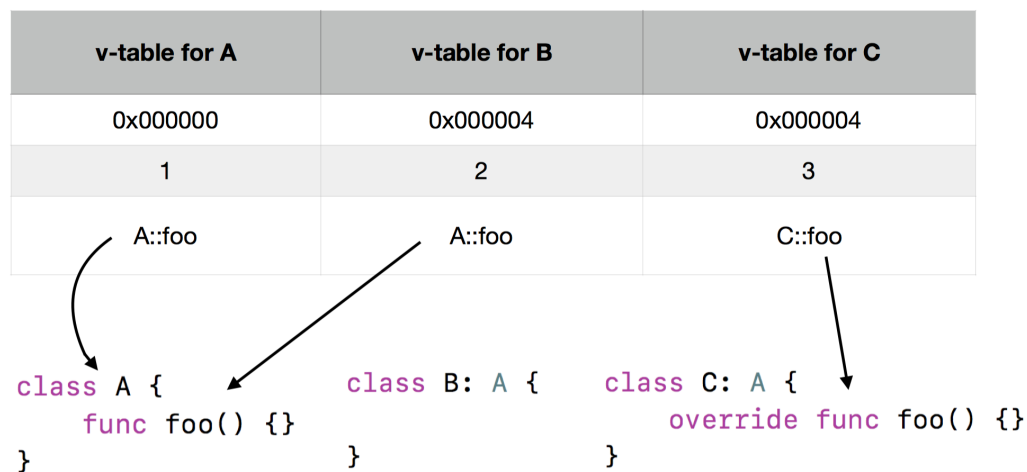 v-table for A v-table for B v-table for C
0x000000 0x000004 0x000004
1 2 3
A::foo A::foo C::foo
class A {
    func foo() {}
}
class B: A {
}
class C: A {
    override func foo() {}
}